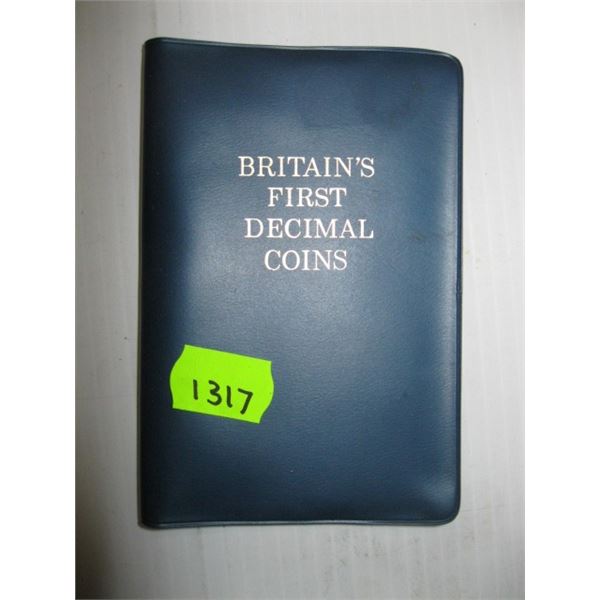 BRITAIN'S
FIRST
DECIMAL
COINS
1317